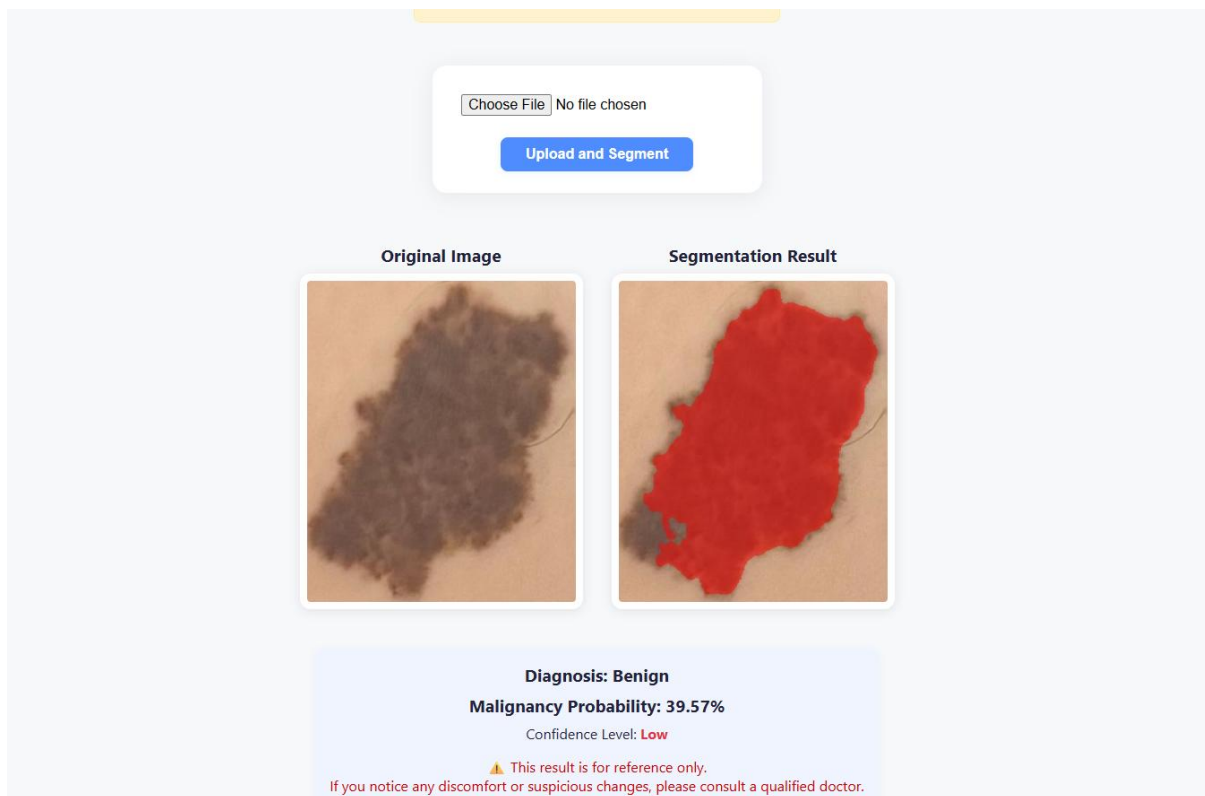 Choose File No file chosen
Upload and Segment
Original Image
Segmentation Result
Diagnosis: Benign
Malignancy Probability: 39.57%
Confidence Level: Low
⚠️ This result is for reference only.
If you notice any discomfort or suspicious changes, please consult a qualified doctor.